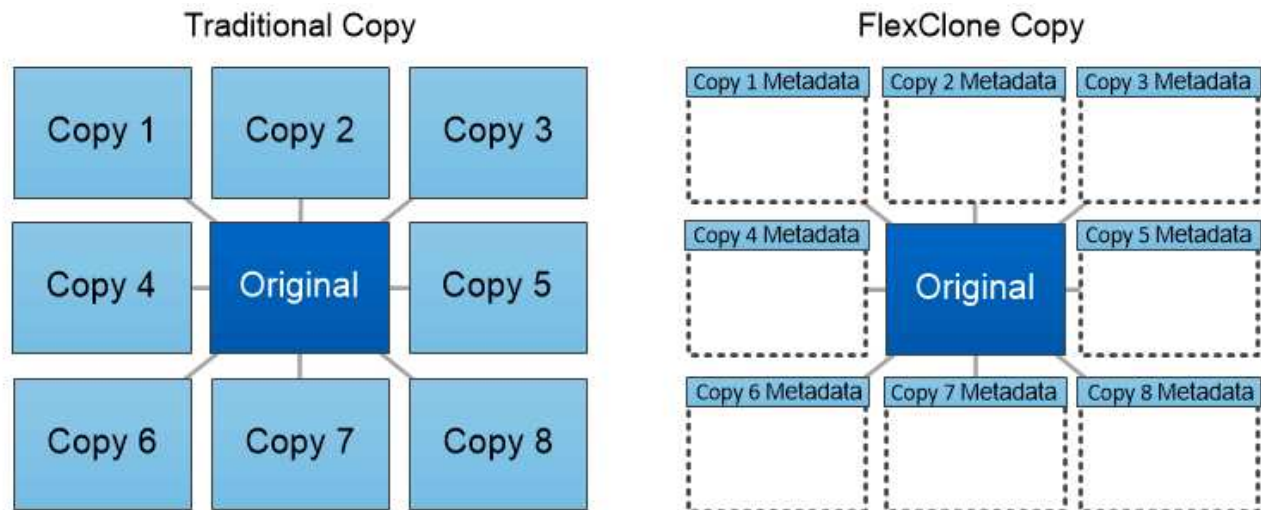 Traditional Copy
Copy 1
Copy 2
Copy 3
Copy 4
Original
Copy 5
Copy 6
Copy 7
Copy 8
FlexClone Copy
Copy 1 Metadata
Copy 2 Metadata
Copy 3 Metadata
Copy 4 Metadata
Original
Copy 5 Metadata
Copy 6 Metadata
Copy 7 Metadata
Copy 8 Metadata